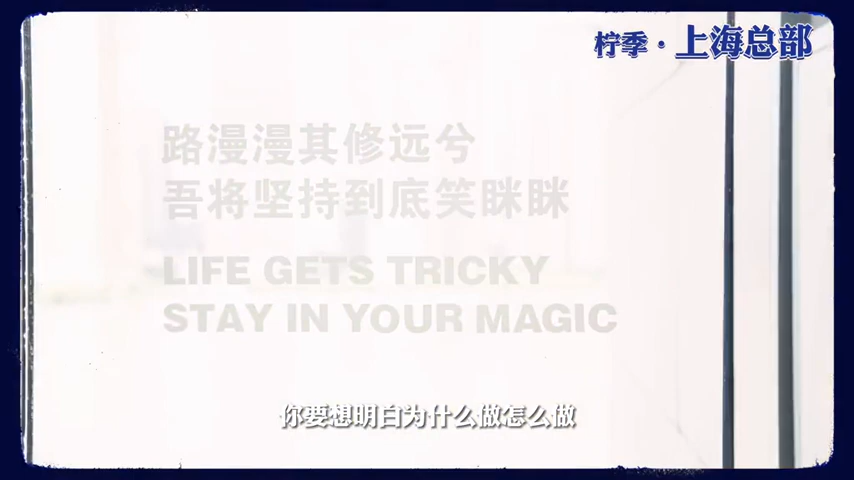 柠季·上海总部
路漫漫其修远兮
吾将坚持到底笑眯眯
LIFE GETS TRICKY
STAY IN YOUR MAGIC
你要想明白为什么做怎么做